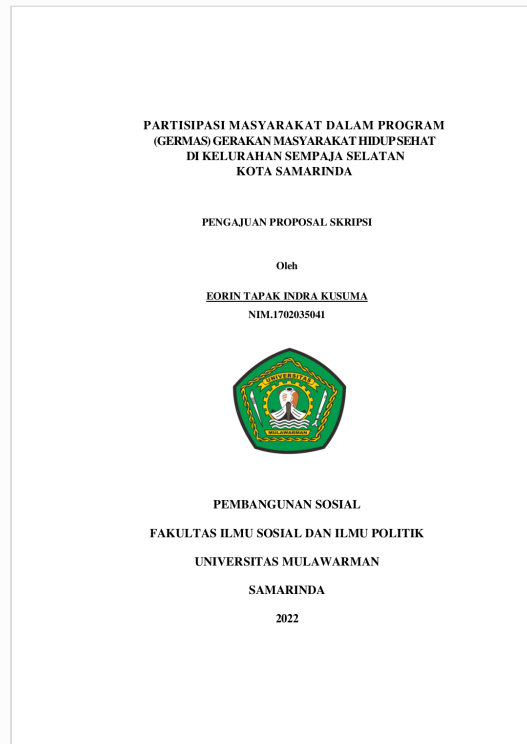 PARTISIPASI MASYARAKAT DALAM PROGRAM
(GERMAS) GERAKAN MASYARAKAT HIDUP SEHAT
DI KELURAHAN SEMPAJA SELATAN
KOTA SAMARINDA
PENGAJUAN PROPOSAL SKRIPSI
Oleh
EORIN TAPAK INDRA KUSUMA
NIM.1702035041
UNIVERSITAS
MULAWARMAN
PEMBANGUNAN SOSIAL
FAKULTAS ILMU SOSIAL DAN ILMU POLITIK
UNIVERSITAS MULAWARMAN
SAMARINDA
2022